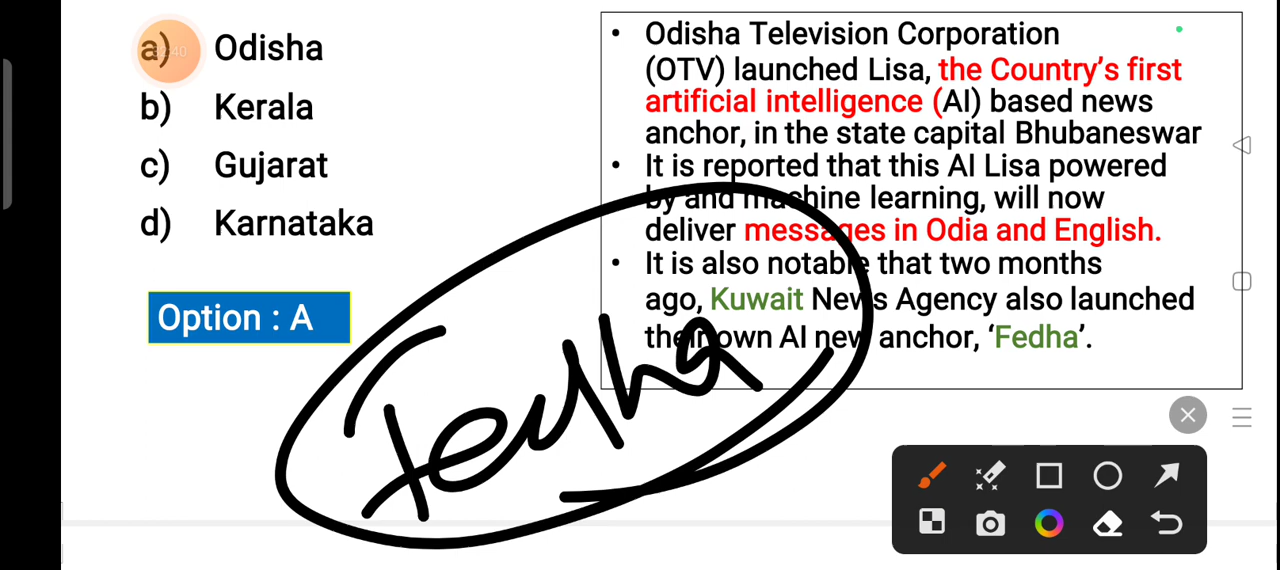 a) Odisha
b) Kerala
c) Gujarat
d) Karnataka
Option : A
• Odisha Television Corporation
(OTV) launched Lisa, the Country's first
artificial intelligence (AI) based news
anchor, in the state capital Bhubaneswar
• It is reported that this AI Lisa powered
by and machine learning, will now
deliver messages in Odia and English.
• It is also notable that two months
ago, Kuwait News Agency also launched
their own AI new anchor, 'Fedha'.
Fedha